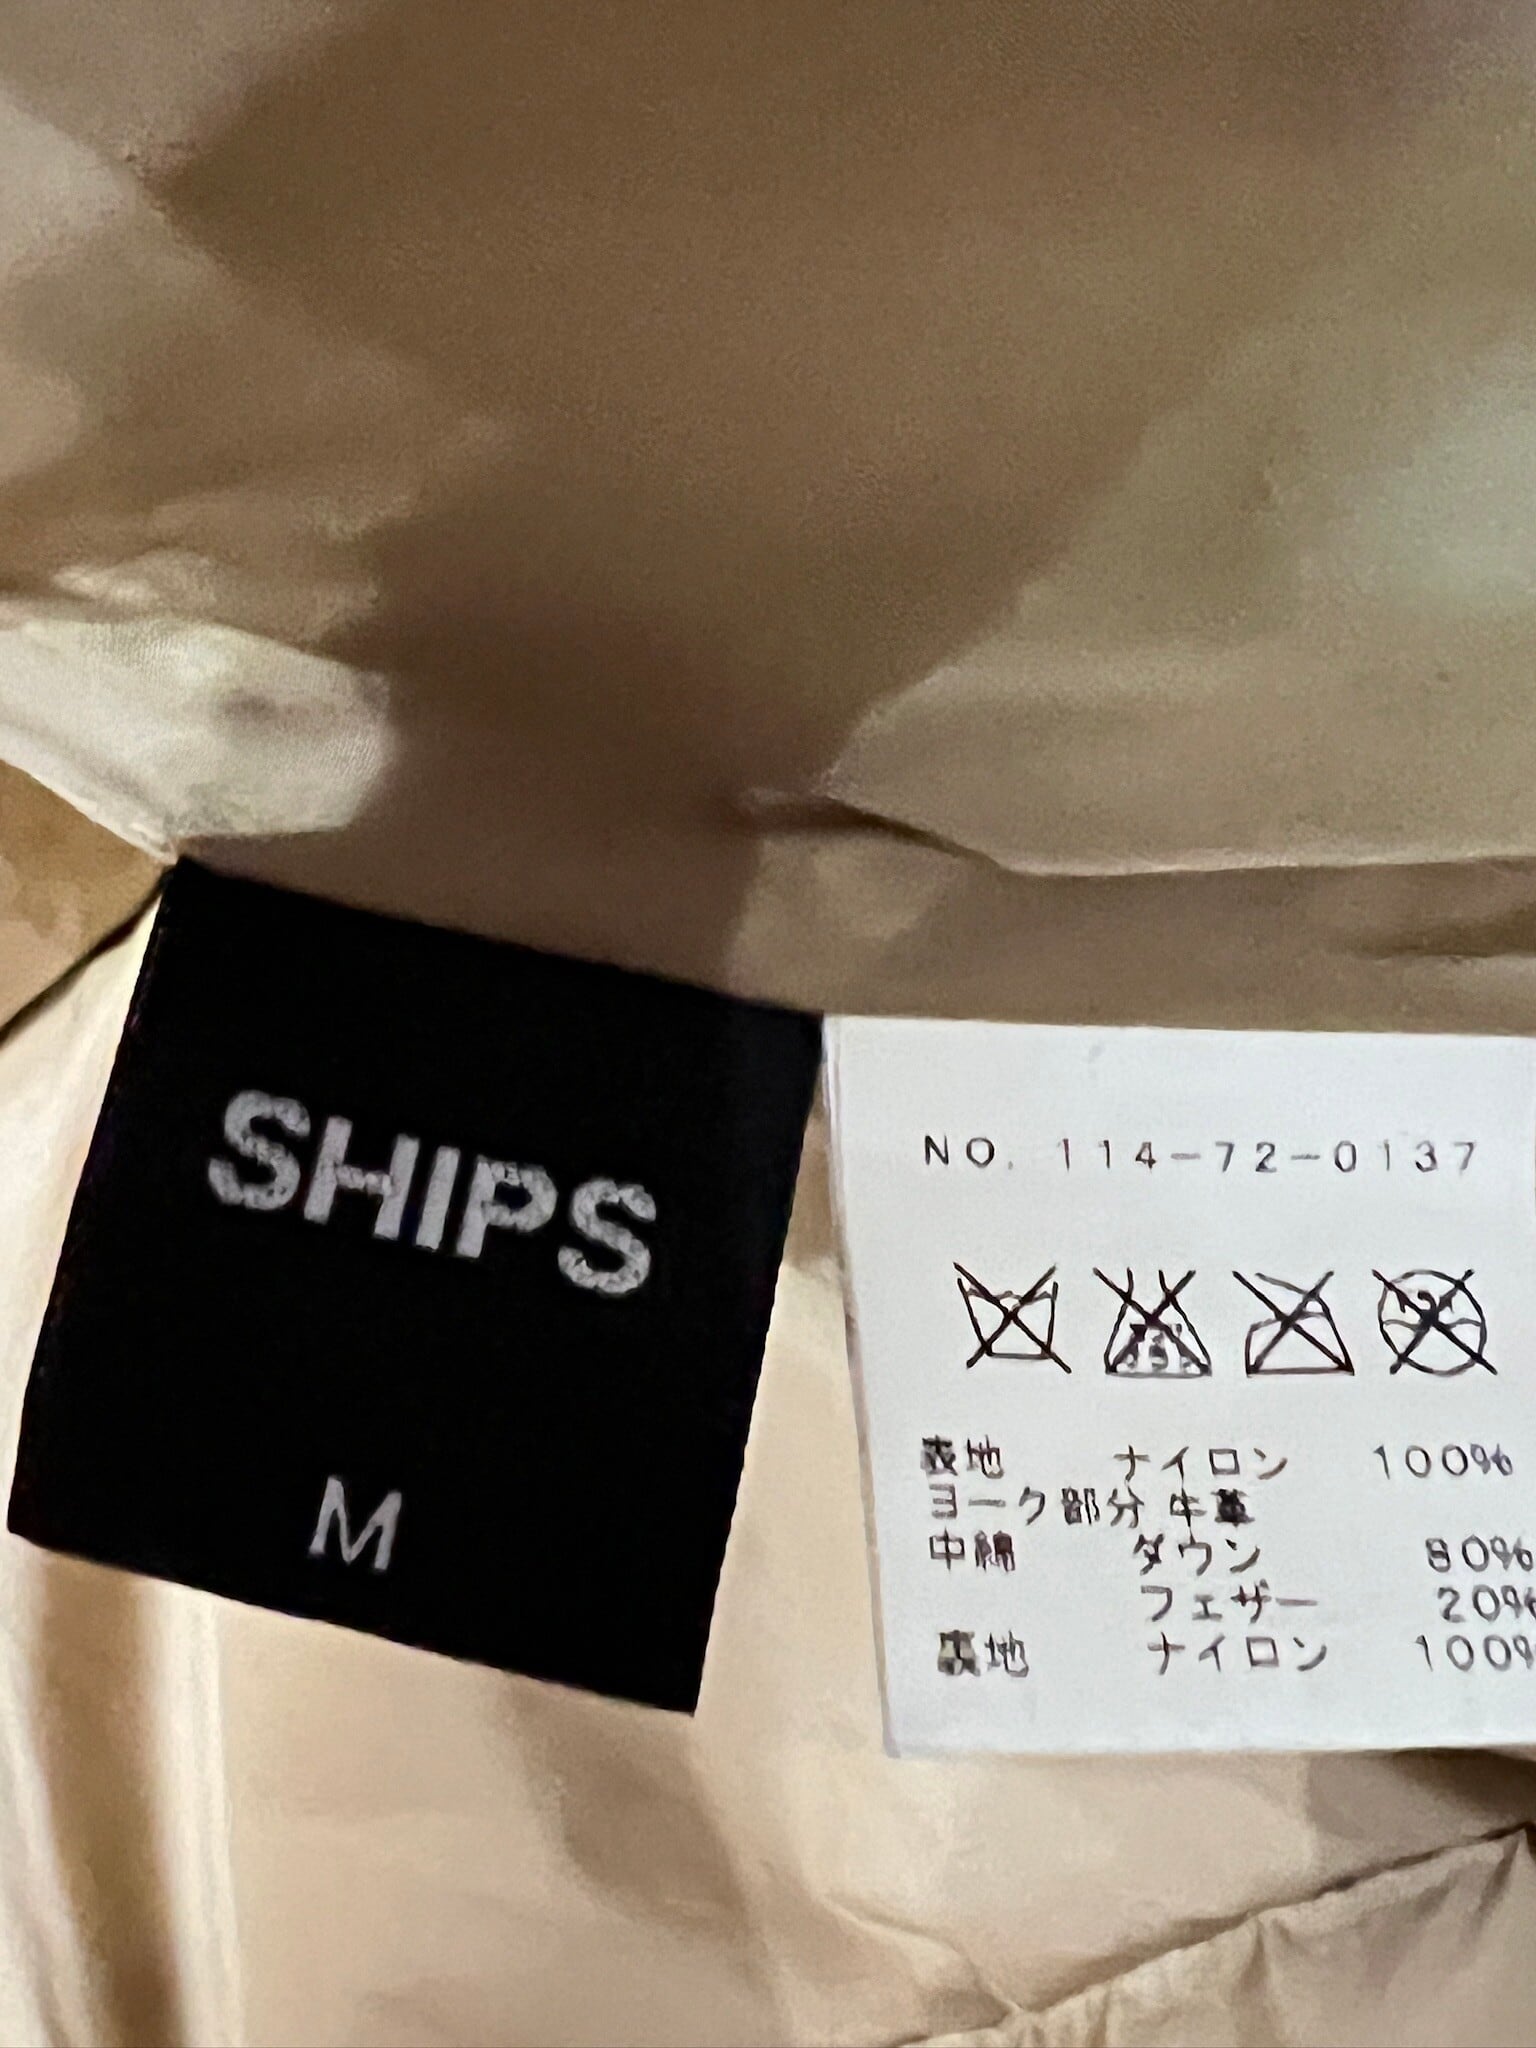 SHIPS
M
NO. 114-72-0137
表地 ナイロン 100%
ヨーク部分 牛革
中綿 ダウン 80%
フェザー 20%
裏地 ナイロン 100%